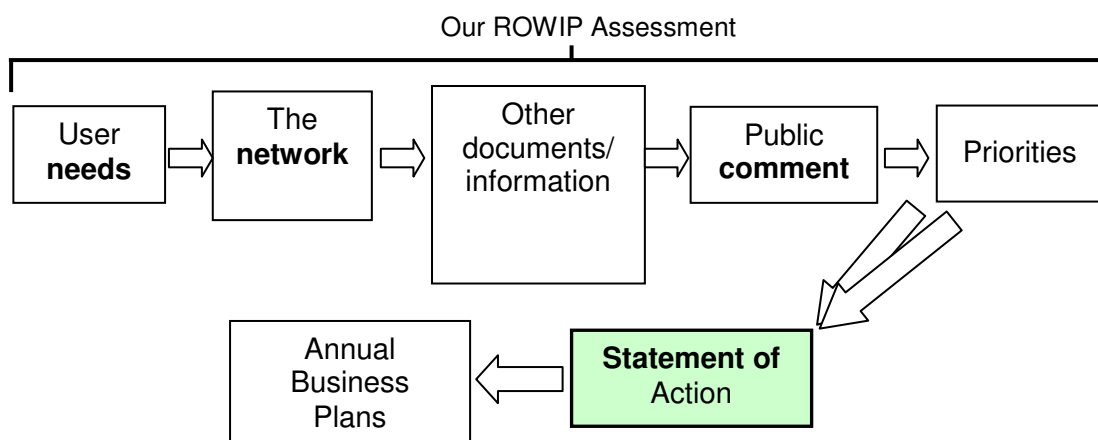 Our ROWIP Assessment
User
needs
The
network
Other
documents/
information
Public
comment
Priorities
Statement of
Action
Annual
Business
Plans